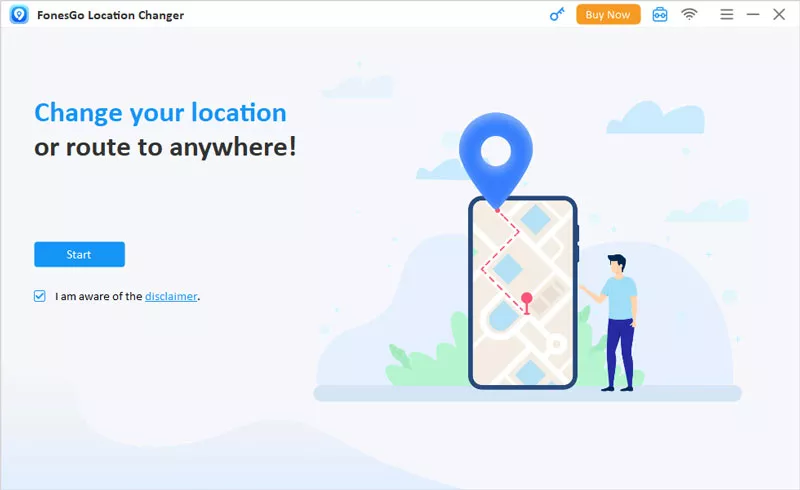 FonesGo Location Changer
Buy Now
Change your location
or route to anywhere!
Start
I am aware of the disclaimer.